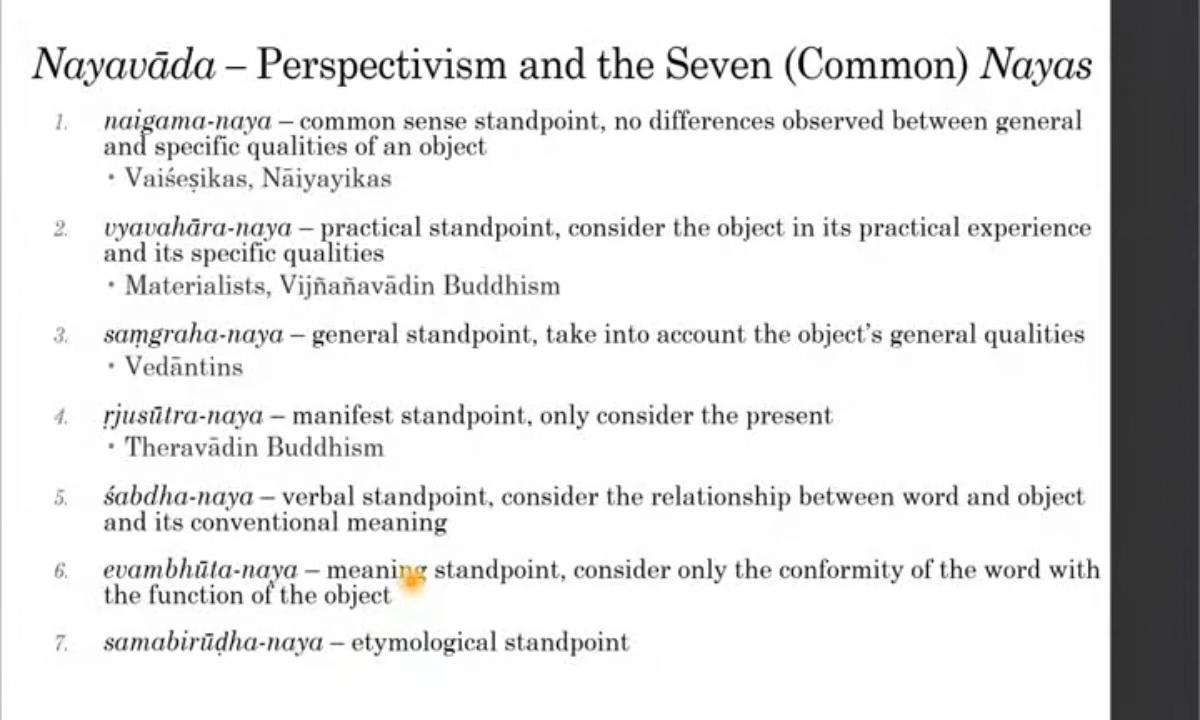 Nayavāda – Perspectivism and the Seven (Common) Nayas
1. naigama-naya – common sense standpoint, no differences observed between general
and specific qualities of an object
• Vaiśeṣikas, Nāiyayikas
2. vyavahāra-naya – practical standpoint, consider the object in its practical experience
and its specific qualities
• Materialists, Vijñañavādin Buddhism
3. saṃgraha-naya – general standpoint, take into account the object's general qualities
• Vedāntins
4. ṛjusūtra-naya – manifest standpoint, only consider the present
• Theravādin Buddhism
5. śabdha-naya – verbal standpoint, consider the relationship between word and object
and its conventional meaning
6. evambhūta-naya – meaning standpoint, consider only the conformity of the word with
the function of the object
7. samabirūḍha-naya – etymological standpoint